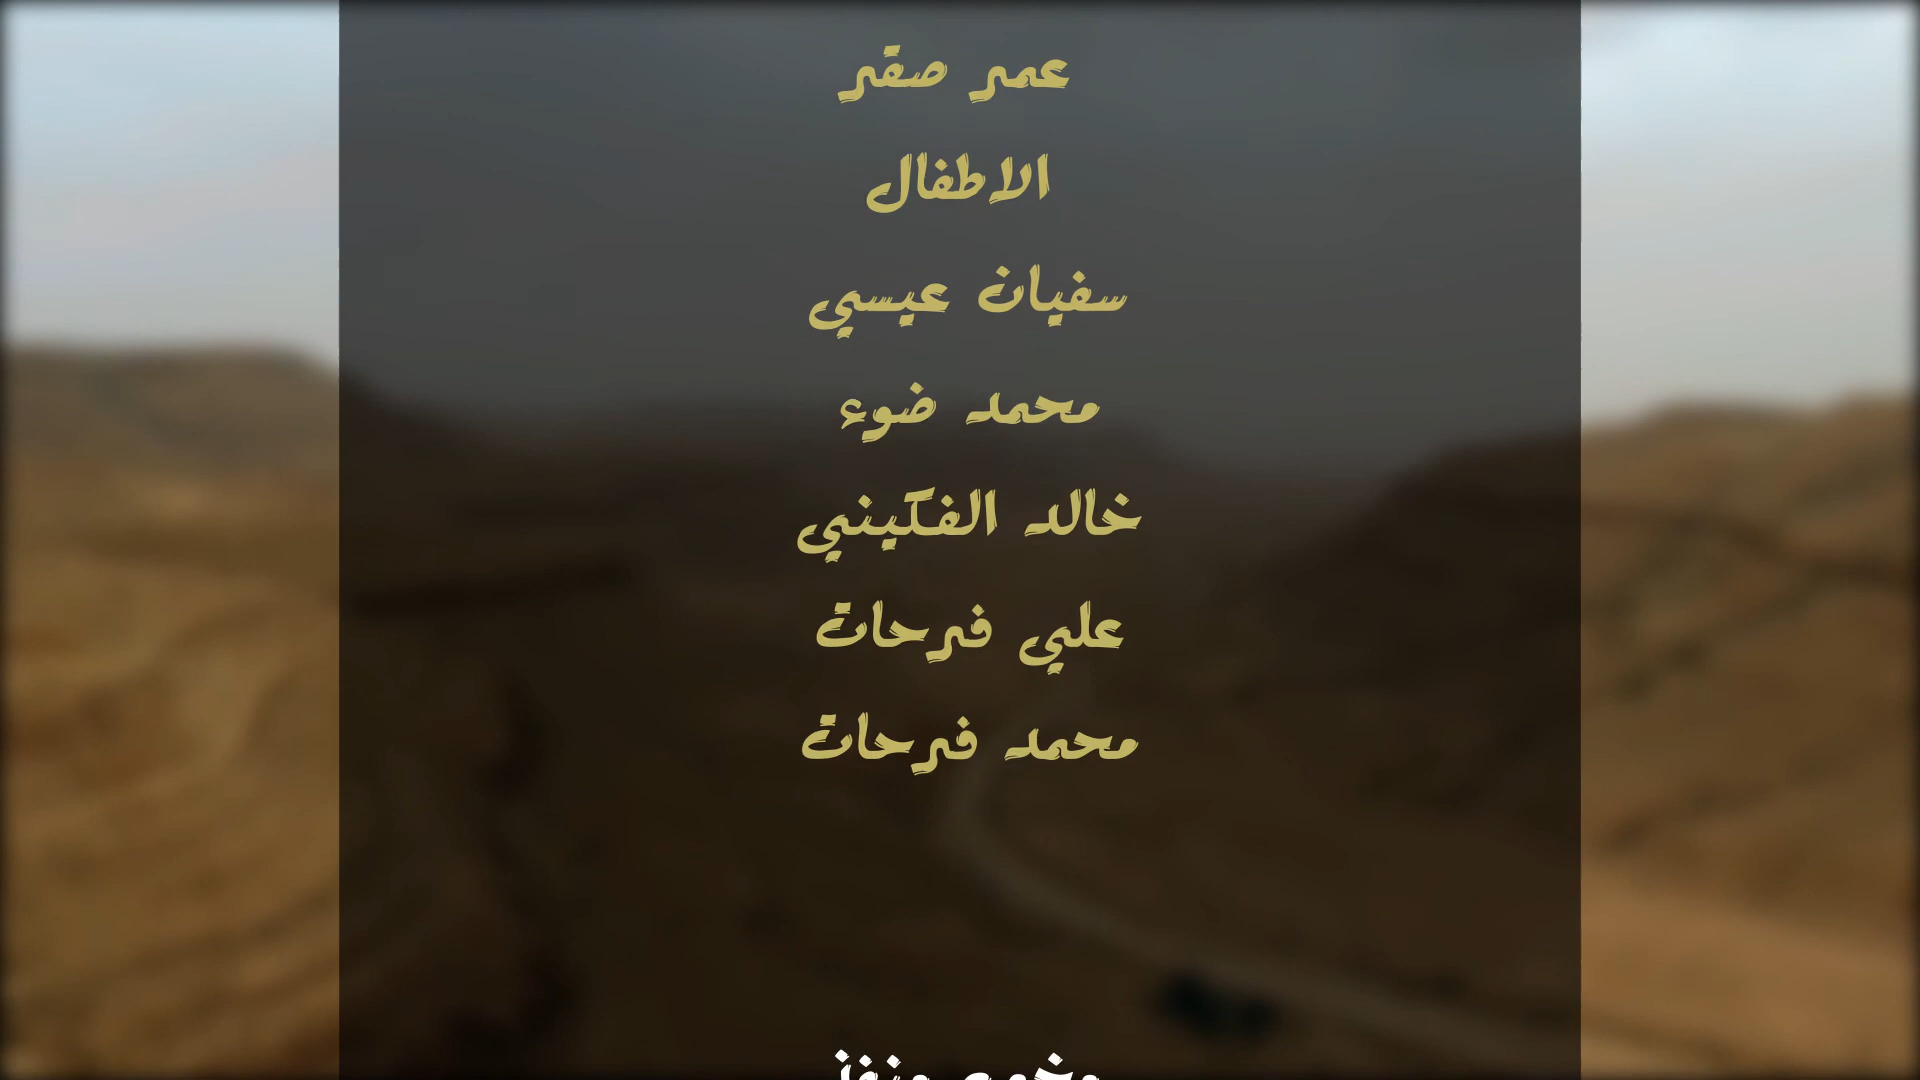 عمر صقر
الاطفال
سفيان عيسي
محمد ضوء
خالد الفكيني
علي فرحات
محمد فرحات